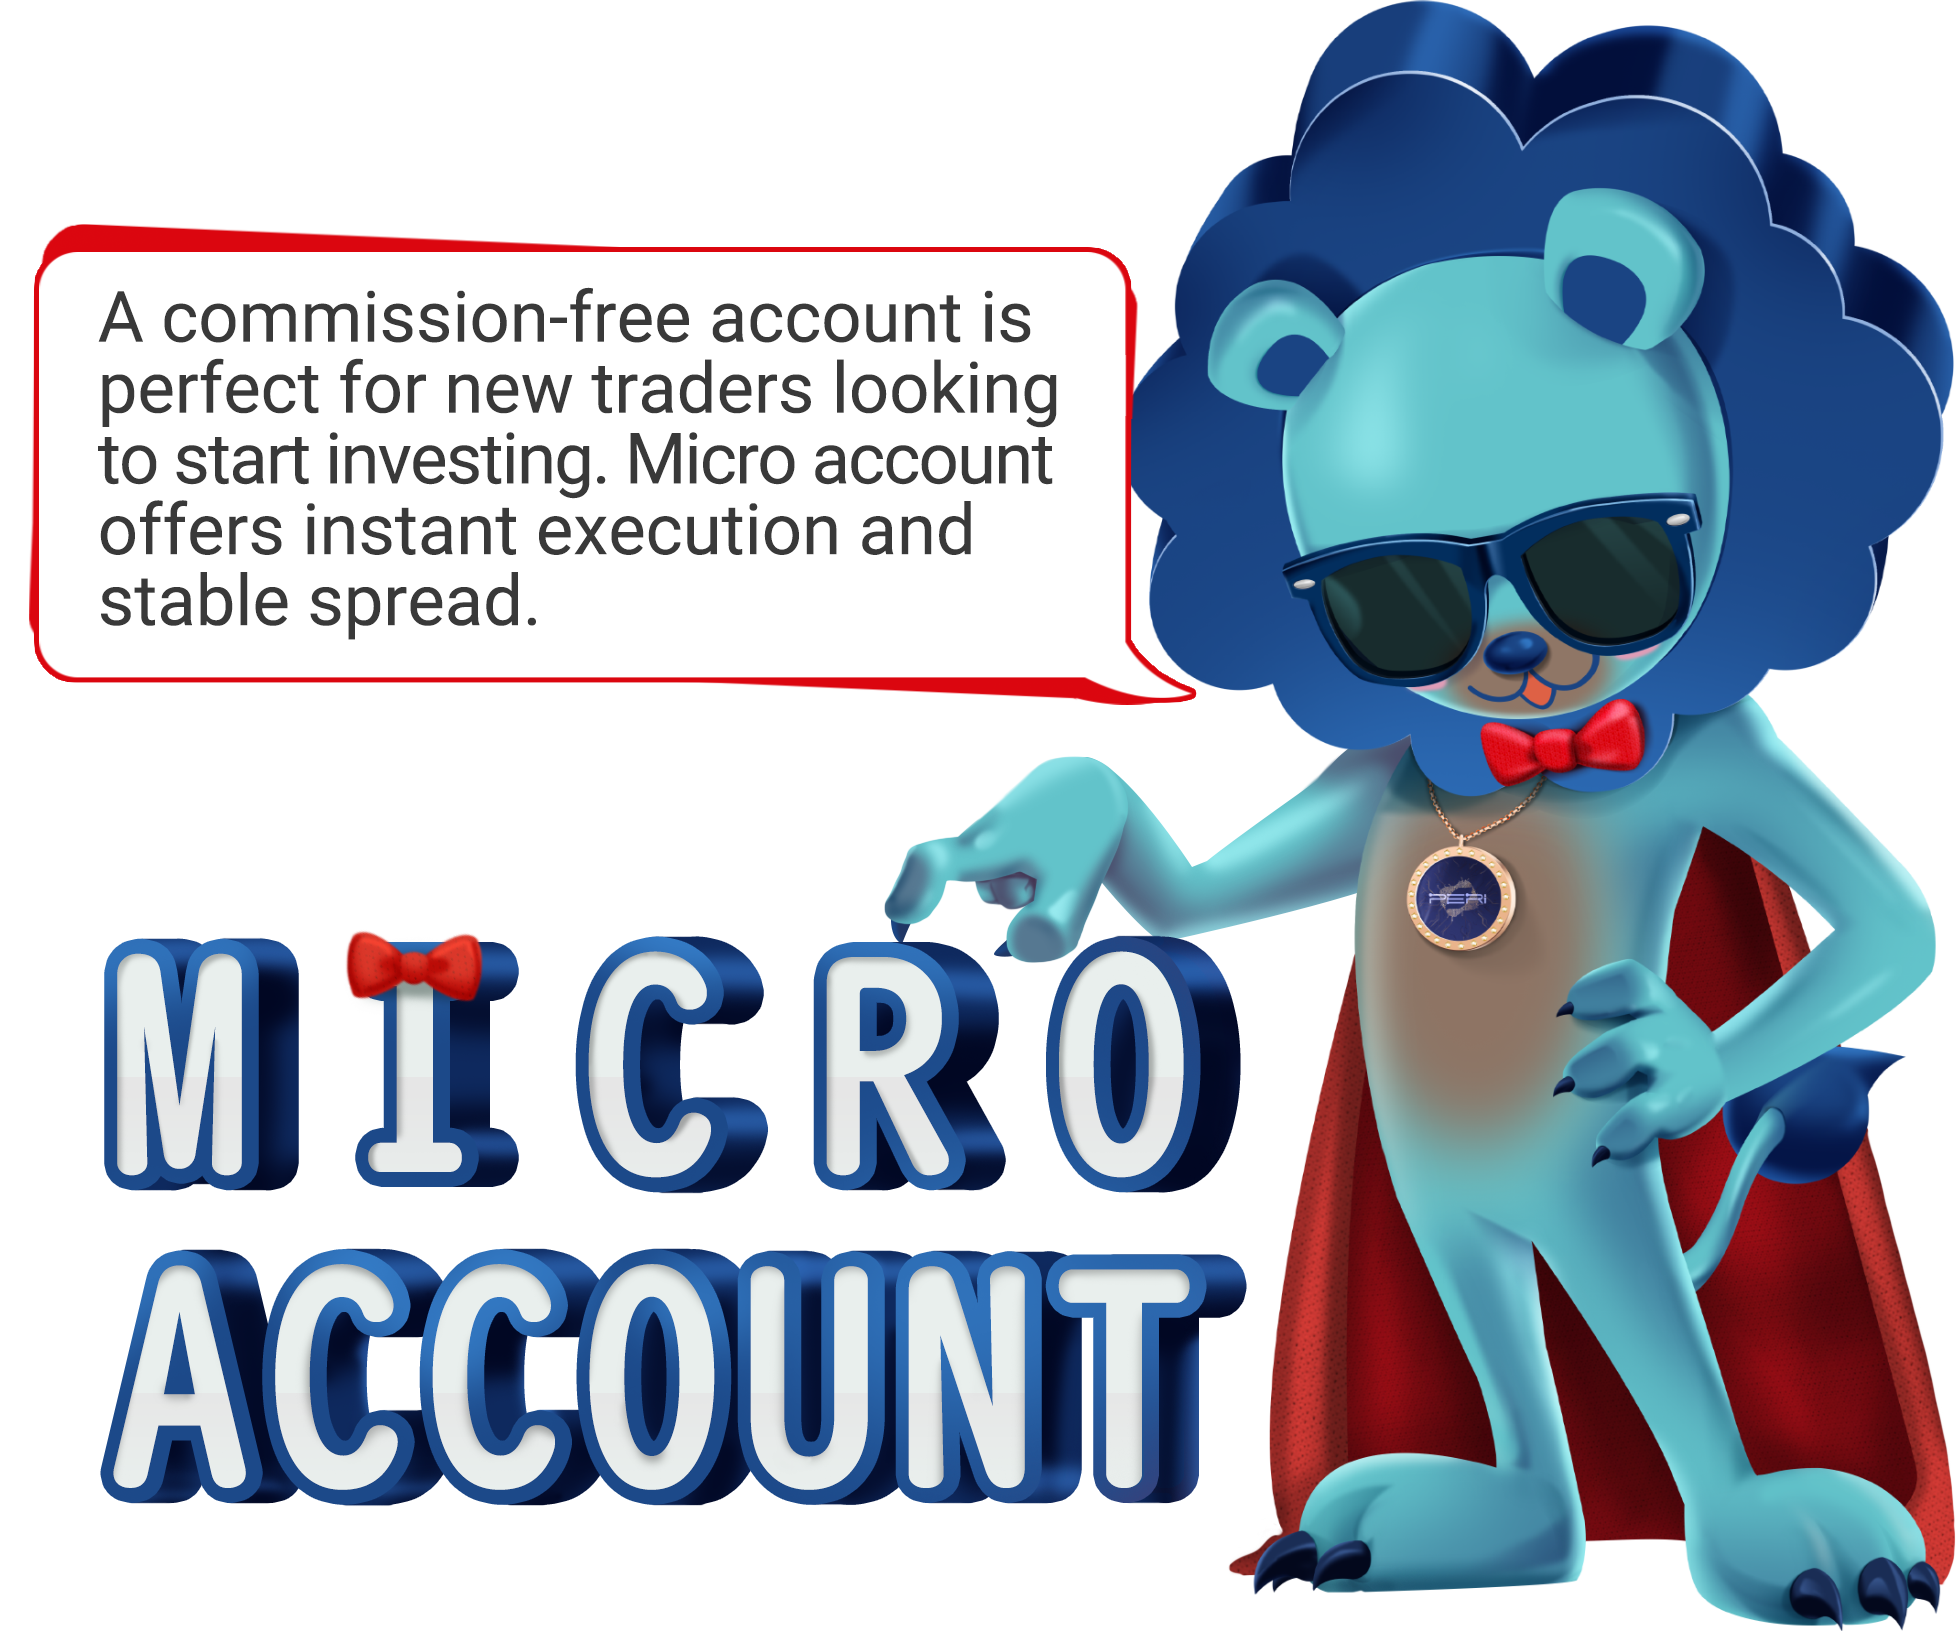 A commission-free account is
perfect for new traders looking
to start investing. Micro account
offers instant execution and
stable spread.
PERI
MICRO
ACCOUNT